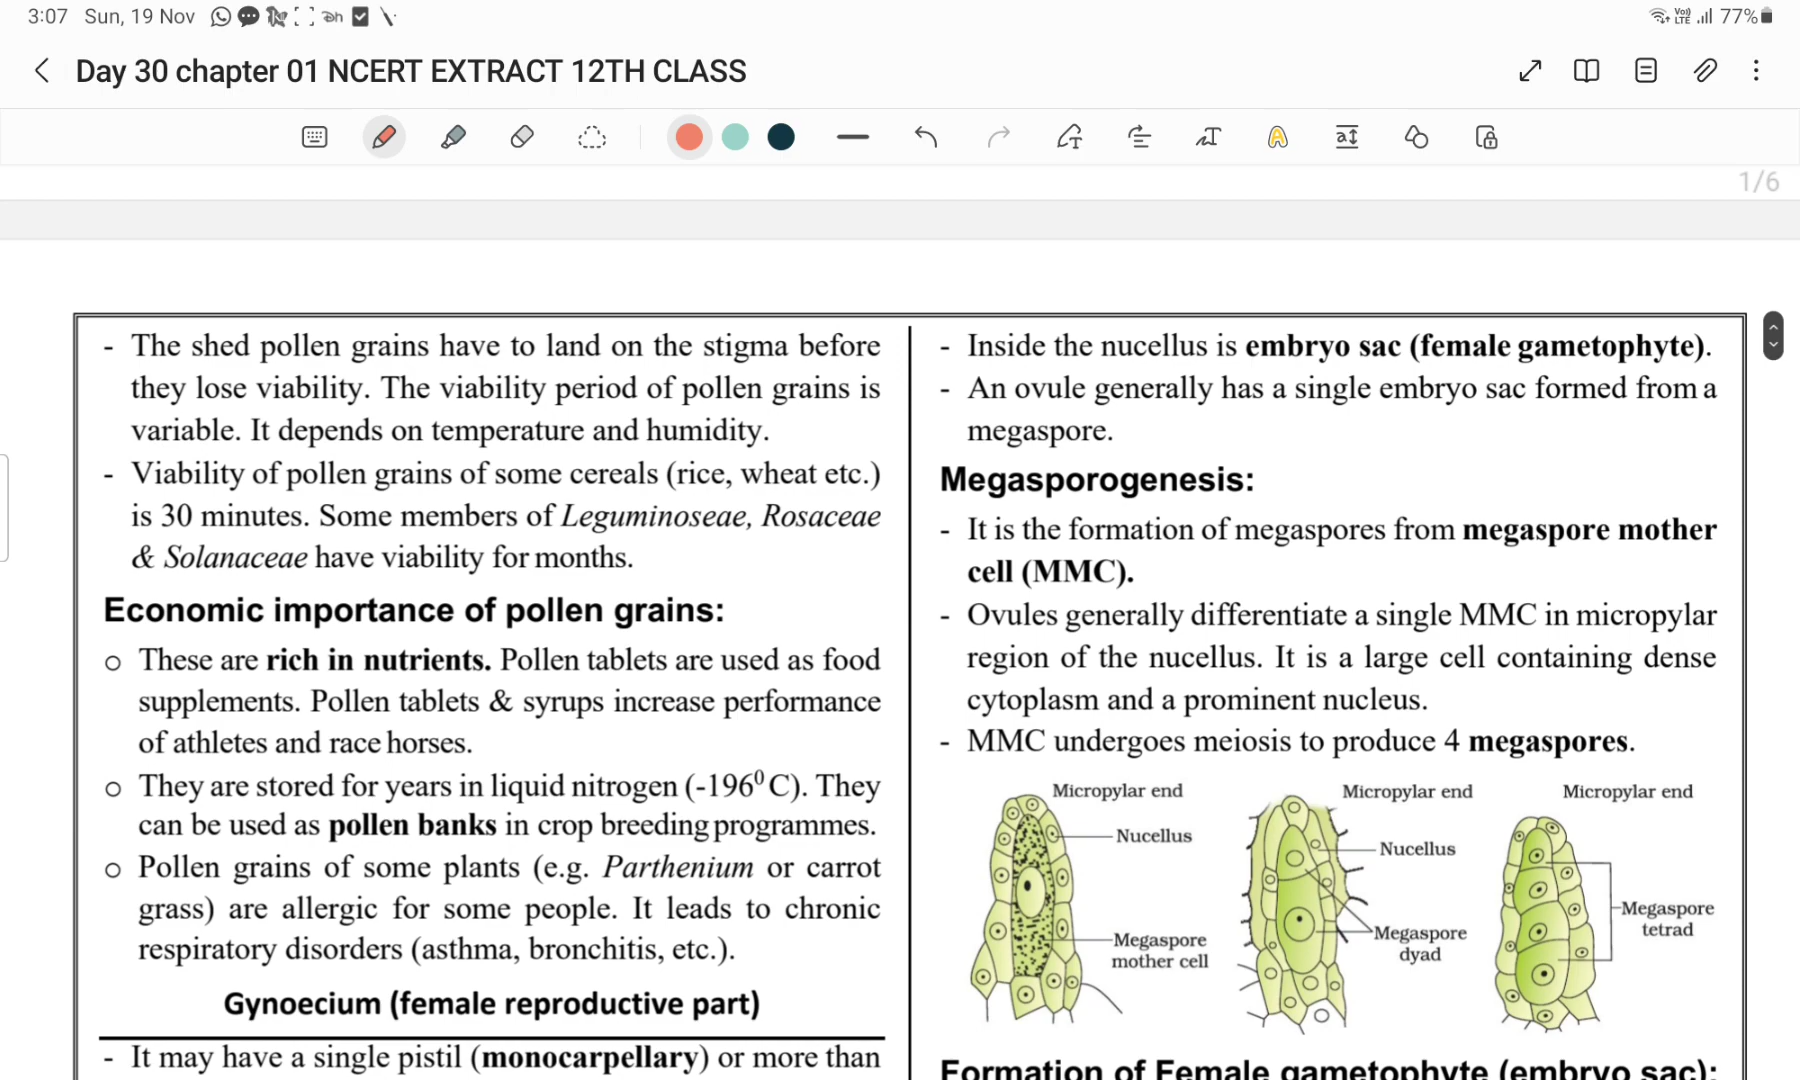 3:07 Sun, 19 Nov
77%
Day 30 chapter 01 NCERT EXTRACT 12TH CLASS
1/6
- The shed pollen grains have to land on the stigma before
they lose viability. The viability period of pollen grains is
variable. It depends on temperature and humidity.
- Viability of pollen grains of some cereals (rice, wheat etc.)
is 30 minutes. Some members of Leguminoseae, Rosaceae
& Solanaceae have viability for months.
Economic importance of pollen grains:
o These are rich in nutrients. Pollen tablets are used as food
supplements. Pollen tablets & syrups increase performance
of athletes and race horses.
o They are stored for years in liquid nitrogen (-196⁰ C). They
can be used as pollen banks in crop breeding programmes.
o Pollen grains of some plants (e.g. Parthenium or carrot
grass) are allergic for some people. It leads to chronic
respiratory disorders (asthma, bronchitis, etc.).
Gynoecium (female reproductive part)
- It may have a single pistil (monocarpellary) or more than
- Inside the nucellus is embryo sac (female gametophyte).
- An ovule generally has a single embryo sac formed from a
megaspore.
Megasporogenesis:
- It is the formation of megaspores from megaspore mother
cell (MMC).
- Ovules generally differentiate a single MMC in micropylar
region of the nucellus. It is a large cell containing dense
cytoplasm and a prominent nucleus.
- MMC undergoes meiosis to produce 4 megaspores.
Micropylar end
Nucellus
Megaspore
mother cell
Micropylar end
Nucellus
Megaspore
dyad
Micropylar end
Megaspore
tetrad
Formation of Female gametophyte (embryo sac):